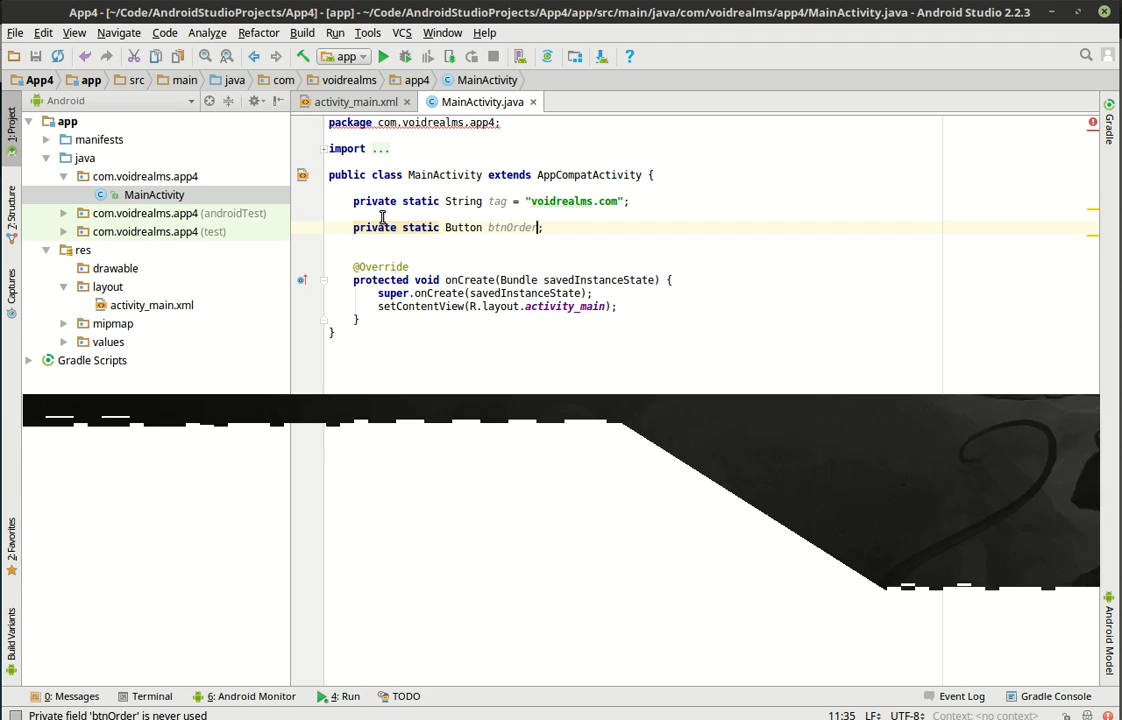 App4 - [~/Code/AndroidStudioProjects/App4] - [app] - ~/Code/AndroidStudioProjects/App4/app/src/main/java/com/voidrealms/app4/MainActivity.java - Android Studio 2.2.3
File Edit View Navigate Code Analyze Refactor Build Run Tools VCS Window Help
app
App4 app src main java com voidrealms app4 MainActivity
Android
activity_main.xml MainActivity.java
1: Project
7: Structure
Captures
2: Favorites
Build Variants
app
manifests
java
com.voidrealms.app4
MainActivity
com.voidrealms.app4 (androidTest)
com.voidrealms.app4 (test)
res
drawable
layout
activity_main.xml
mipmap
values
Gradle Scripts
package com.voidrealms.app4;
import ...
public class MainActivity extends AppCompatActivity {
private static String tag = "voidrealms.com";
private static Button btnOrder;
@Override
protected void onCreate(Bundle savedInstanceState) {
super.onCreate(savedInstanceState);
setContentView(R.layout.activity_main);
}
}
Gradle
Android Model
0: Messages Terminal 6: Android Monitor 4: Run TODO Event Log Gradle Console
Private field 'btnOrder' is never used 11:35 LF UTF-8 Context: <no context>